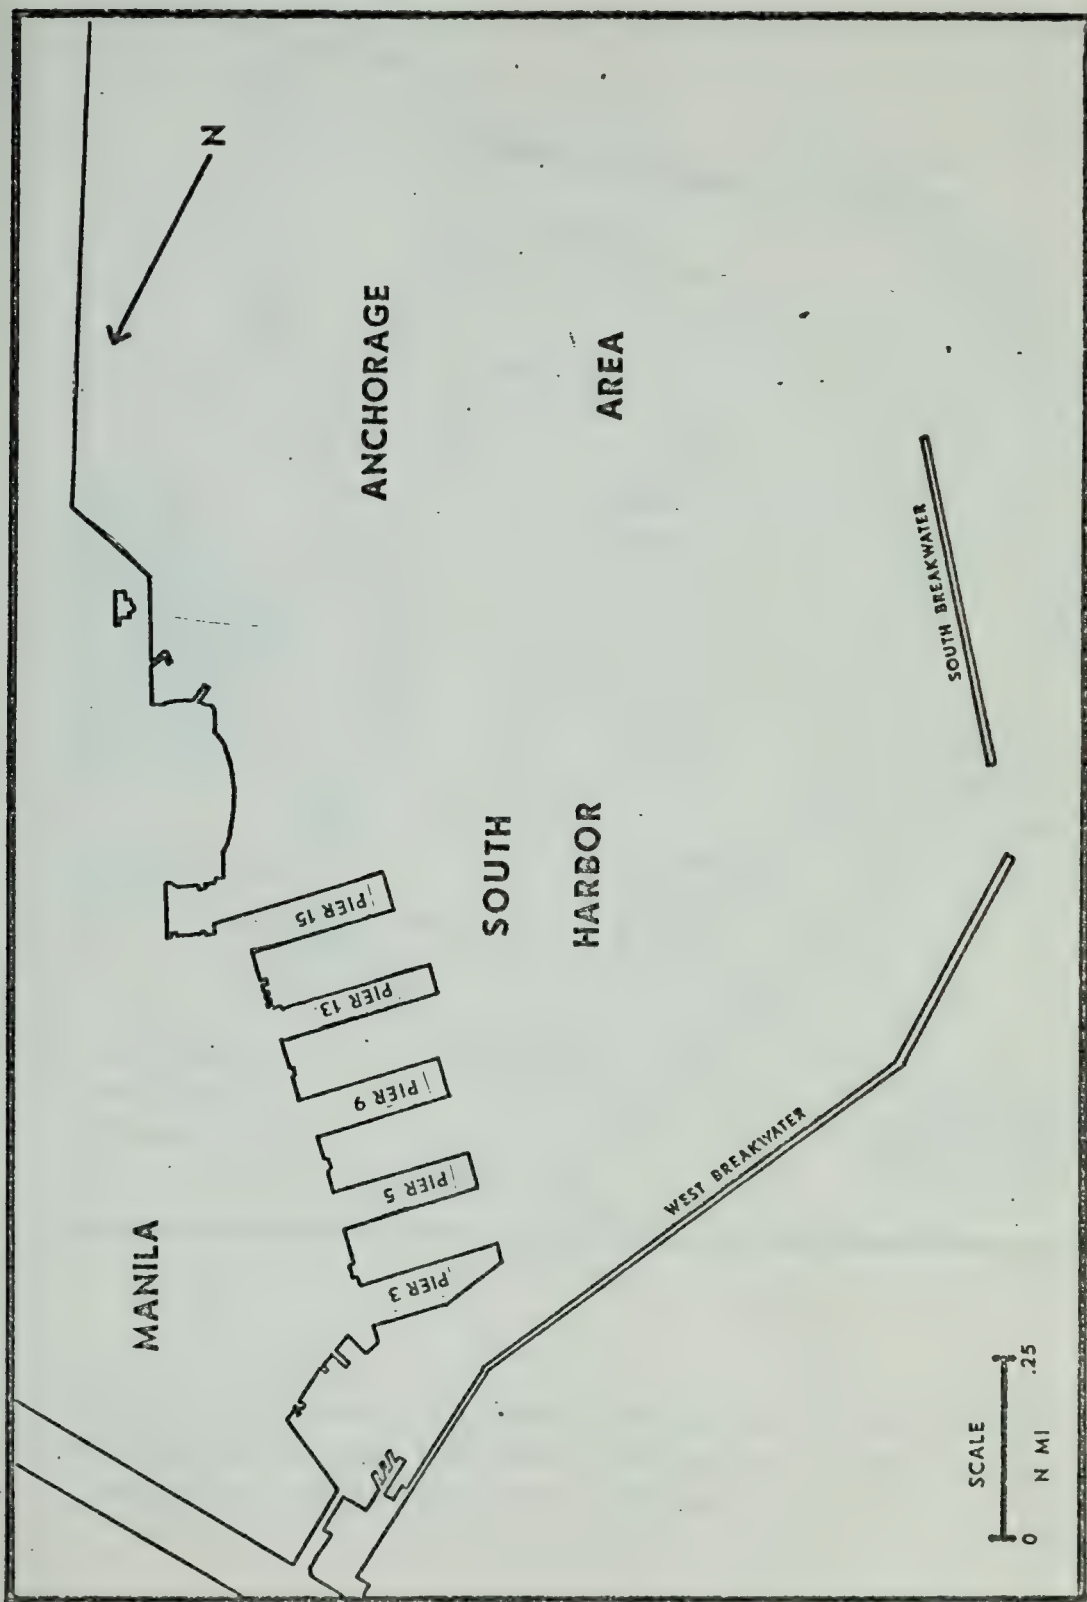 N
MANILA
ANCHORAGE
AREA
SOUTH
HARBOR
PIER 15
PIER 13
PIER 9
PIER 5
PIER 3
WEST BREAKWATER
SOUTH BREAKWATER
SCALE
0 .25
N MI